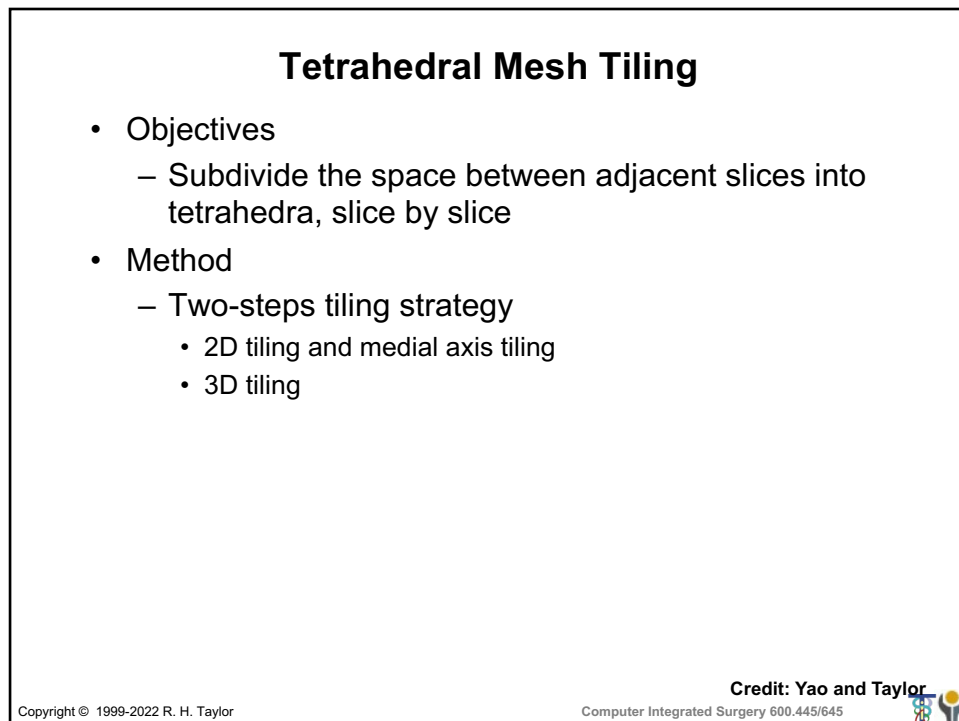 Tetrahedral Mesh Tiling
• Objectives
– Subdivide the space between adjacent slices into
tetrahedra, slice by slice
• Method
– Two-steps tiling strategy
• 2D tiling and medial axis tiling
• 3D tiling
Credit: Yao and Taylor
Copyright © 1999-2022 R. H. Taylor
Computer Integrated Surgery 600.445/645